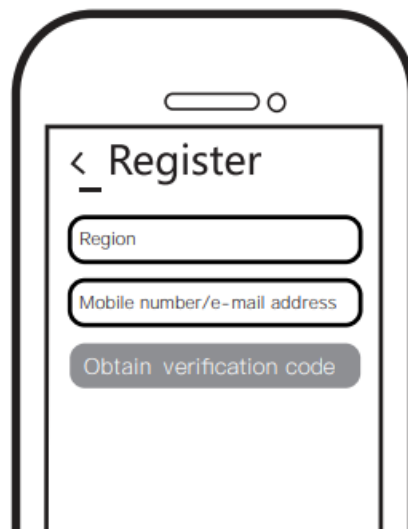 < Register
Region
Mobile number/e-mail address
Obtain verification code